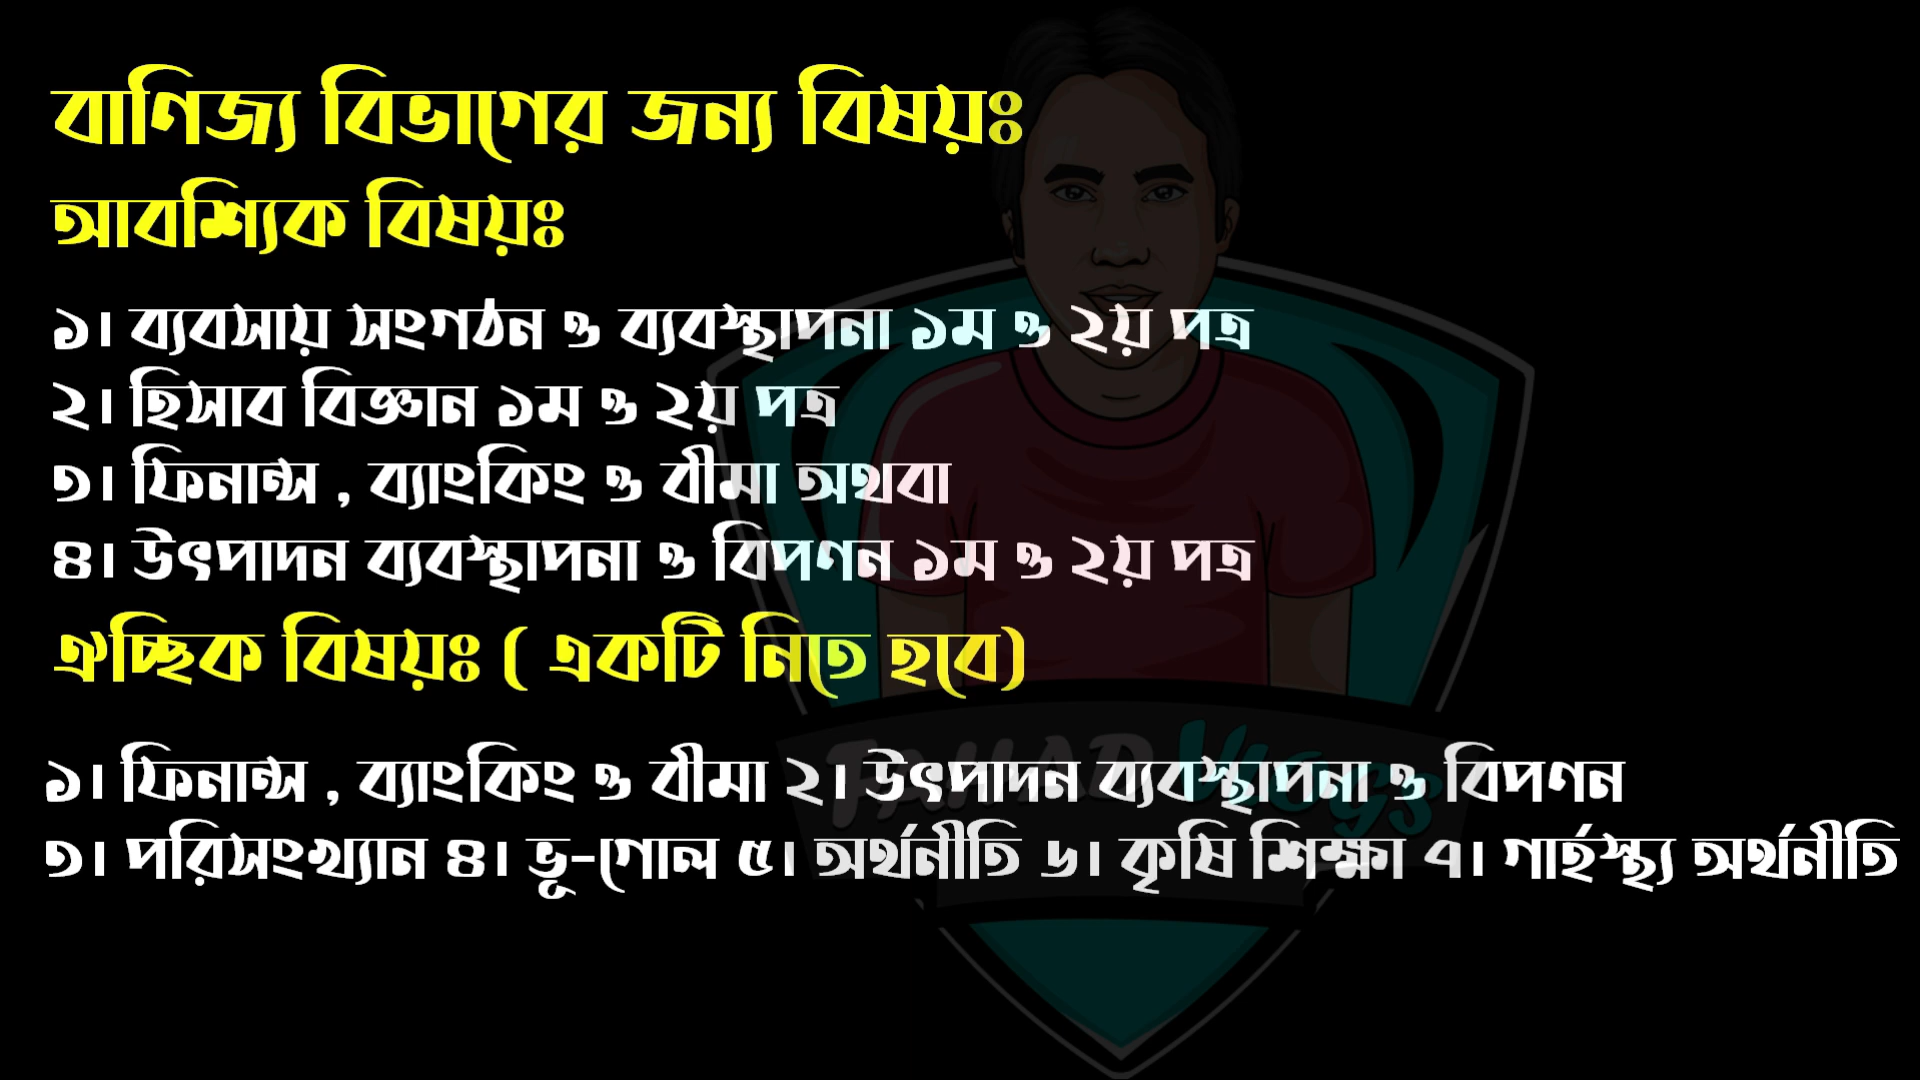 বাণিজ্য বিভাগের জন্য বিষয়ঃ
আবশ্যিক বিষয়ঃ
১। ব্যবসায় সংগঠন ও ব্যবস্থাপনা ১ম ও ২য় পত্র
২। হিসাব বিজ্ঞান ১ম ও ২য় পত্র
৩। ফিনান্স , ব্যাংকিং ও বীমা অথবা
৪। উৎপাদন ব্যবস্থাপনা ও বিপণন ১ম ও ২য় পত্র
ঐচ্ছিক বিষয়ঃ ( একটি নিতে হবে)
১। ফিনান্স , ব্যাংকিং ও বীমা ২। উৎপাদন ব্যবস্থাপনা ও বিপণন
৩। পরিসংখ্যান ৪। ভূ-গোল ৫। অর্থনীতি ৬। কৃষি শিক্ষা ৭। গার্হস্থ্য অর্থনীতি
FAHAD Vlogs